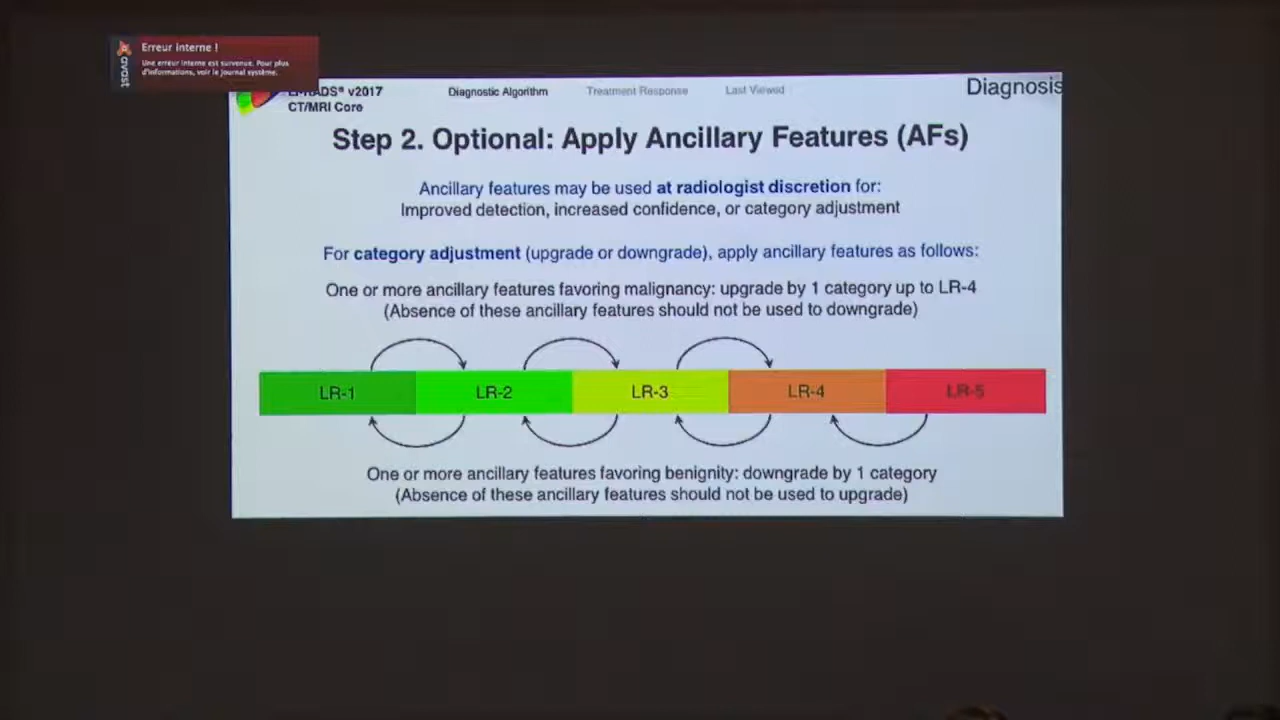 Erreur interne !
Une erreur interne est survenue. Pour plus
d'informations, voir le journal système.
avast
LI-RADS® v2017
CT/MRI Core
Diagnostic Algorithm
Treatment Response
Last Viewed
Diagnosis
Step 2. Optional: Apply Ancillary Features (AFs)
Ancillary features may be used at radiologist discretion for:
Improved detection, increased confidence, or category adjustment
For category adjustment (upgrade or downgrade), apply ancillary features as follows:
One or more ancillary features favoring malignancy: upgrade by 1 category up to LR-4
(Absence of these ancillary features should not be used to downgrade)
LR-1 LR-2 LR-3 LR-4 LR-5
One or more ancillary features favoring benignity: downgrade by 1 category
(Absence of these ancillary features should not be used to upgrade)